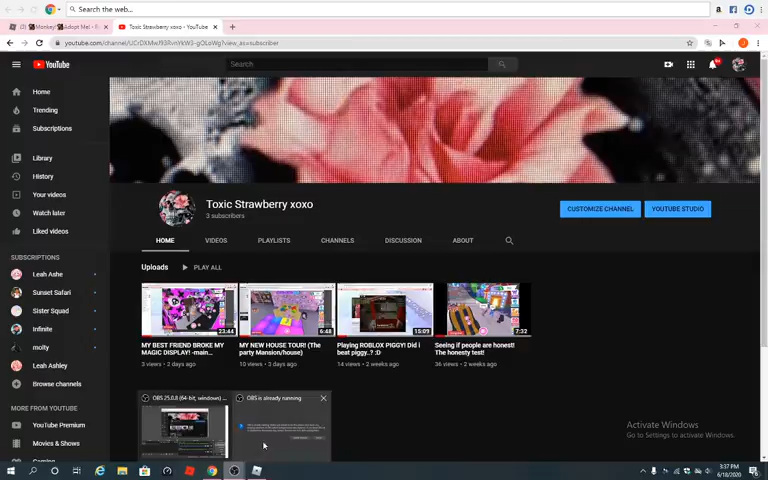 Search the web...
Monkey!
Adopt Me! - R
Toxic Strawberry xoxo - YouTube
YouTube
Search
Home
Trending
Subscriptions
Library
History
Your videos
Watch later
Liked videos
SUBSCRIPTIONS
Leah Ashe
Sunset Safari
Sister Squad
Infinite
molty
Leah Ashley
Browse channels
MORE FROM YOUTUBE
YouTube Premium
Movies & Shows
Gaming
Toxic Strawberry xoxo
3 subscribers
CUSTOMIZE CHANNEL
YOUTUBE STUDIO
HOME
VIDEOS
PLAYLISTS
CHANNELS
DISCUSSION
ABOUT
Uploads
PLAY ALL
23:44
6:48
15:09
7:32
MY BEST FRIEND BROKE MY
MAGIC DISPLAY! -main...
3 views • 2 days ago
MY NEW HOUSE TOUR! (The
party Mansion/house)
10 views • 3 days ago
Playing ROBLOX PIGGY! Did I
beat piggy..? :D
14 views • 2 weeks ago
Seeing if people are honest!!
The honesty test!
36 views • 2 weeks ago
OBS 25.0.8 (64-bit, windows) ...
OBS is already running
Activate Windows
Go to Settings to activate Windows.
3:37 PM
6/18/2020